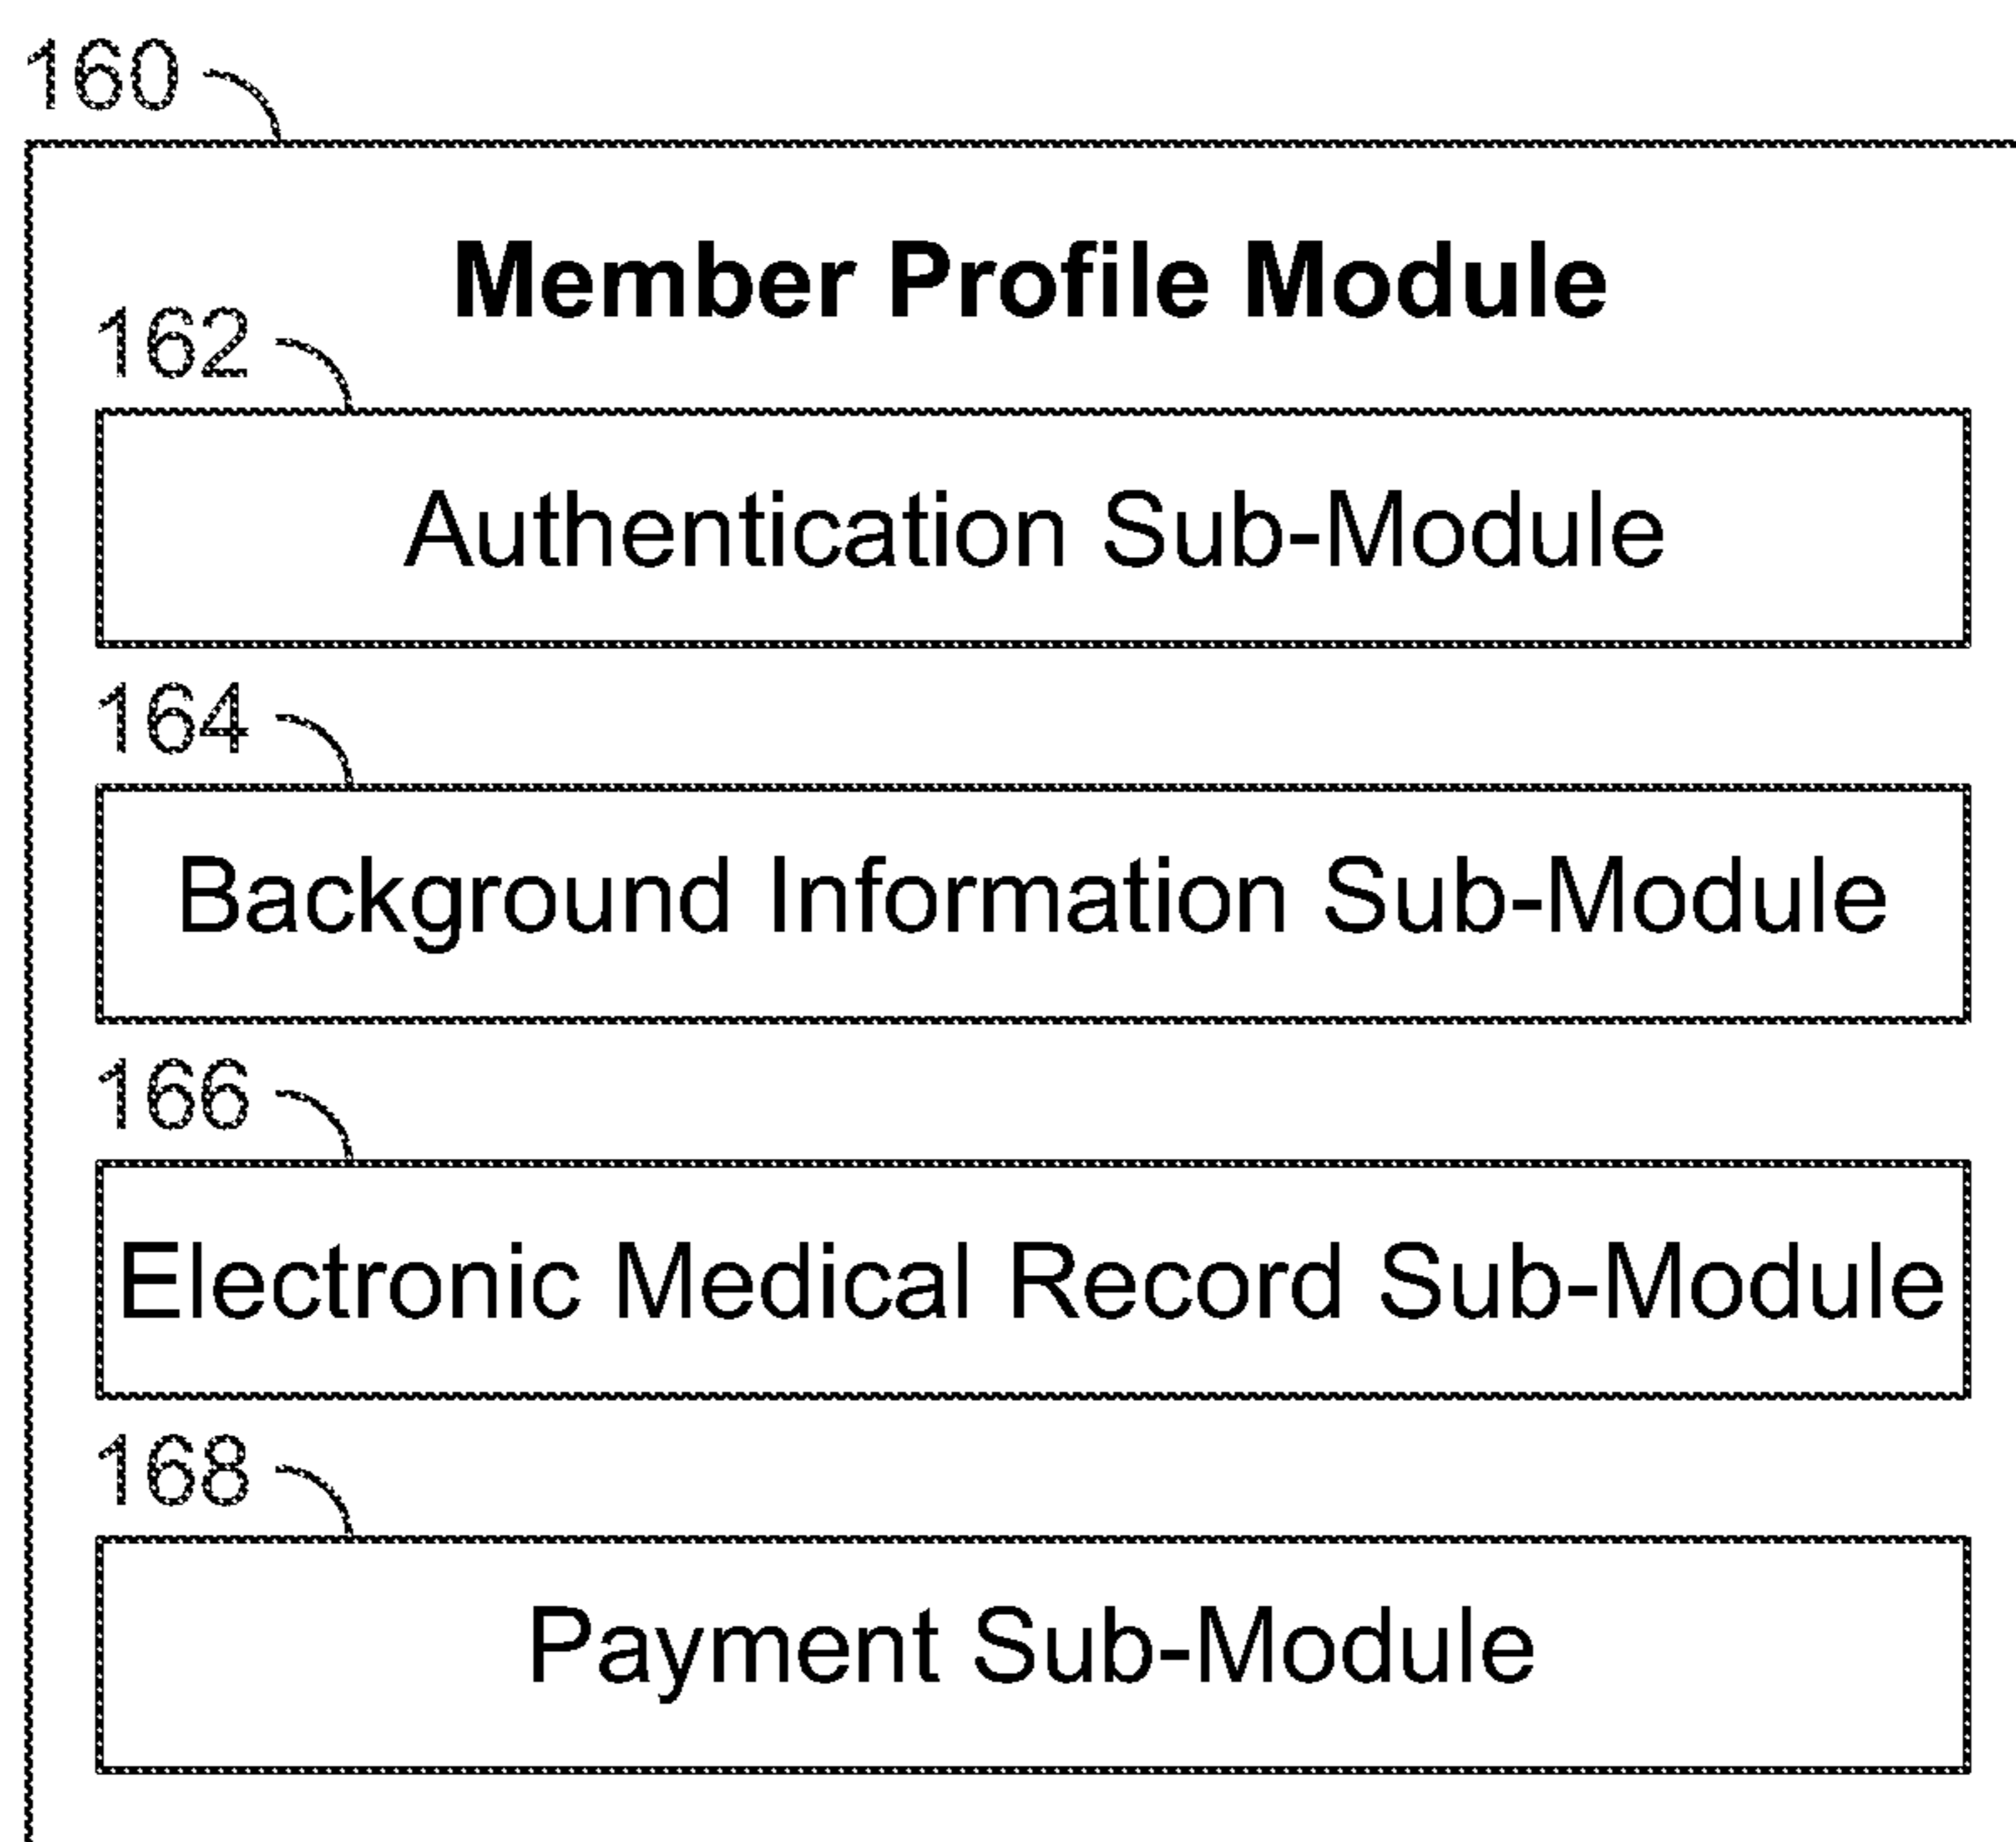 160
Member Profile Module
162
Authentication Sub-Module
164
Background Information Sub-Module
166
Electronic Medical Record Sub-Module
168
Payment Sub-Module